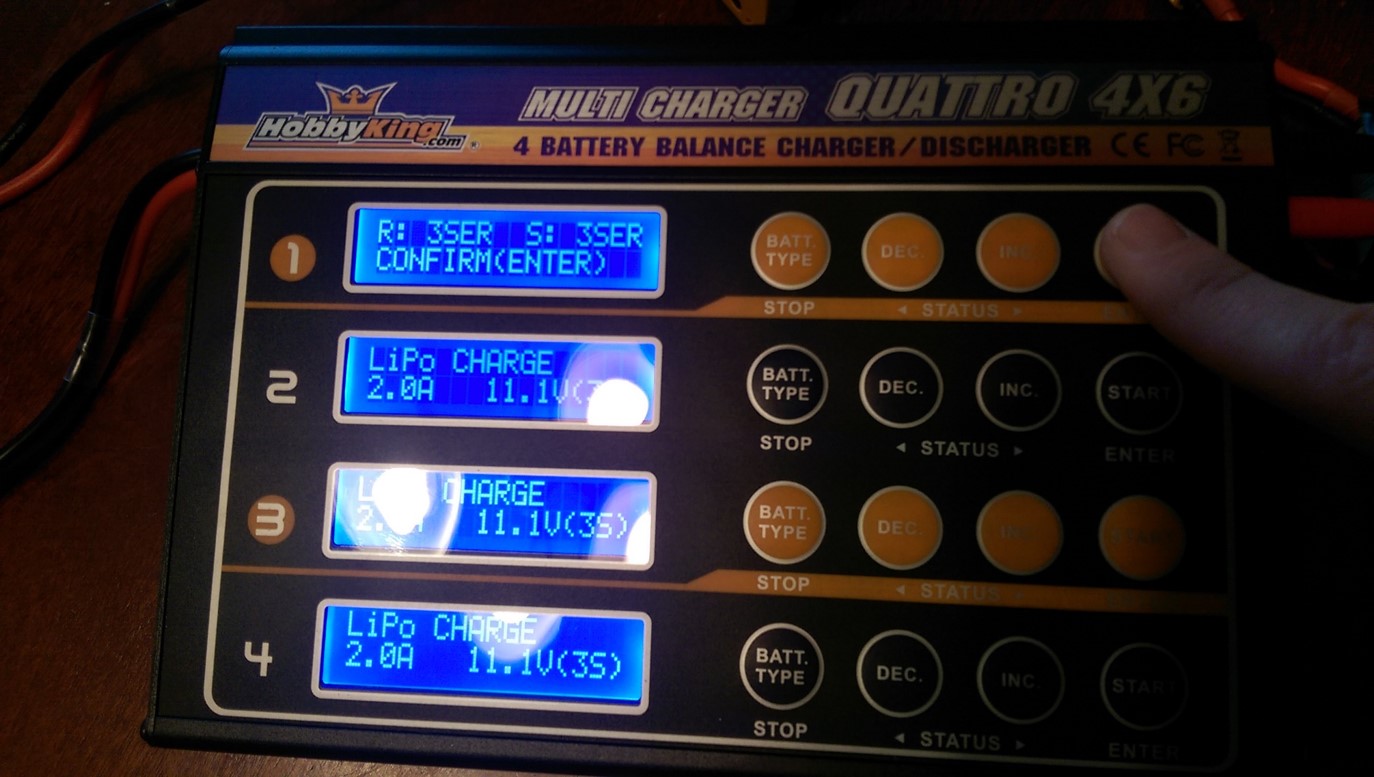 HobbyKing.com
MULTI CHARGER QUATTRO 4X6
4 BATTERY BALANCE CHARGER/DISCHARGER CE FC
1
R: 3SER S: 3SER
CONFIRM(ENTER)
BATT. TYPE
DEC.
INC.
STOP
◄ STATUS ►
2
LiPo CHARGE
2.0A 11.1V(3
BATT. TYPE
DEC.
INC.
START
STOP
◄ STATUS ►
ENTER
3
CHARGE
11.1V(3S)
BATT. TYPE
DEC.
STOP
◄ STATUS ►
4
LiPo CHARGE
2.0A 11.1V(3S)
BATT. TYPE
DEC.
INC.
START
STOP
◄ STATUS ►
ENTER